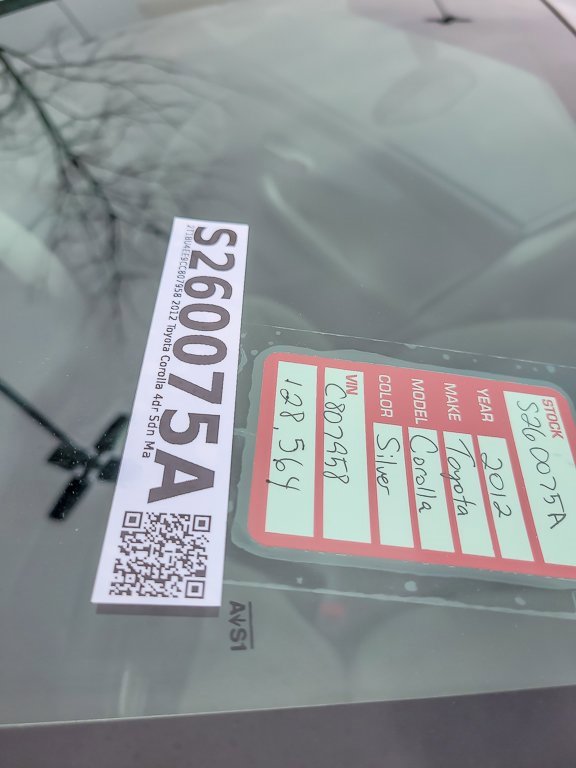 S260075A
2T1BU4EE9CC807958 2012 Toyota Corolla 4dr Sdn Ma
STOCK
S260075A
YEAR 2012
MAKE Toyota
MODEL Corolla
COLOR Silver
VIN C807958
128,564
AS1